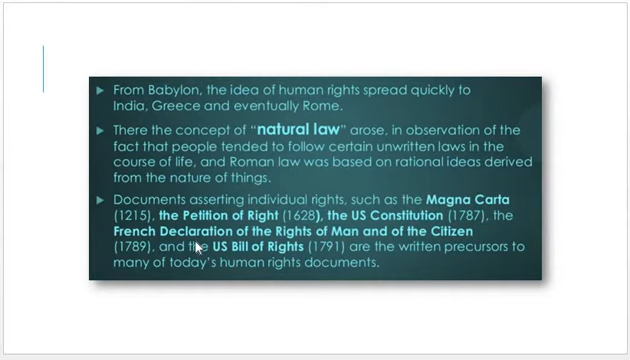 From Babylon, the idea of human rights spread quickly to
India, Greece and eventually Rome.
There the concept of “natural law” arose, in observation of the
fact that people tended to follow certain unwritten laws in the
course of life, and Roman law was based on rational ideas derived
from the nature of things.
Documents asserting individual rights, such as the Magna Carta
(1215), the Petition of Right (1628), the US Constitution (1787), the
French Declaration of the Rights of Man and of the Citizen
(1789), and the US Bill of Rights (1791) are the written precursors to
many of today’s human rights documents.